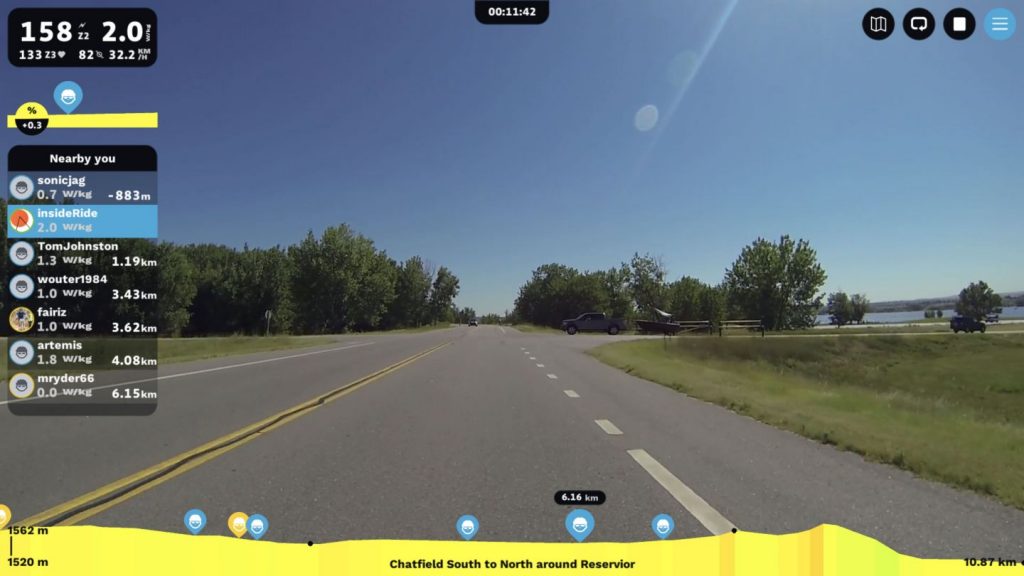 00:11:42
158 Z2 2.0
133 Z3 82 32.2 KM/H
%
+0.3
Nearby you
sonicjag
0.7 W/kg -883m
insideRide
2.0 W/kg
TomJohnston
1.3 W/kg 1.19km
wouter1984
1.0 W/kg 3.43km
fairiz
1.0 W/kg 3.62km
artemis
1.8 W/kg 4.08km
mryder66
0.0 W/kg 6.15km
6.16 km
1562 m
1520 m
Chatfield South to North around Reservior
10.87 km